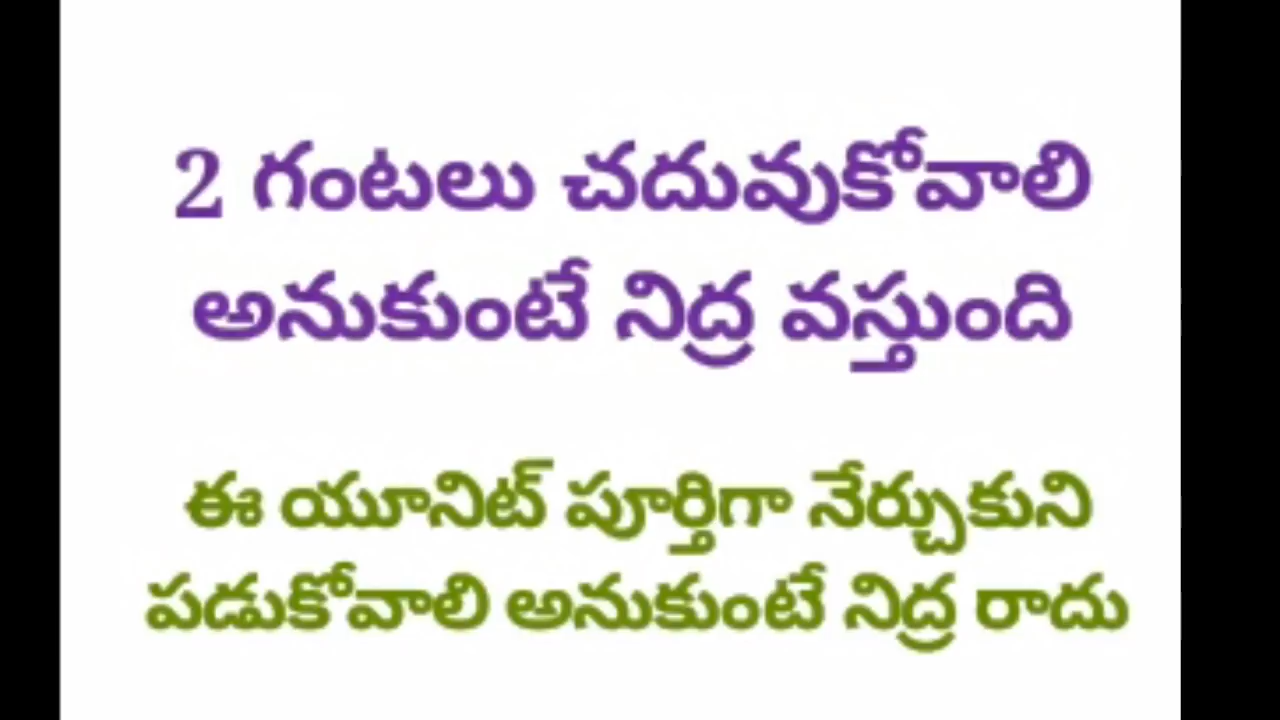 2 గంటలు చదువుకోవాలి
అనుకుంటే నిద్ర వస్తుంది
ఈ యూనిట్ పూర్తిగా నేర్చుకుని
పడుకోవాలి అనుకుంటే నిద్ర రాదు